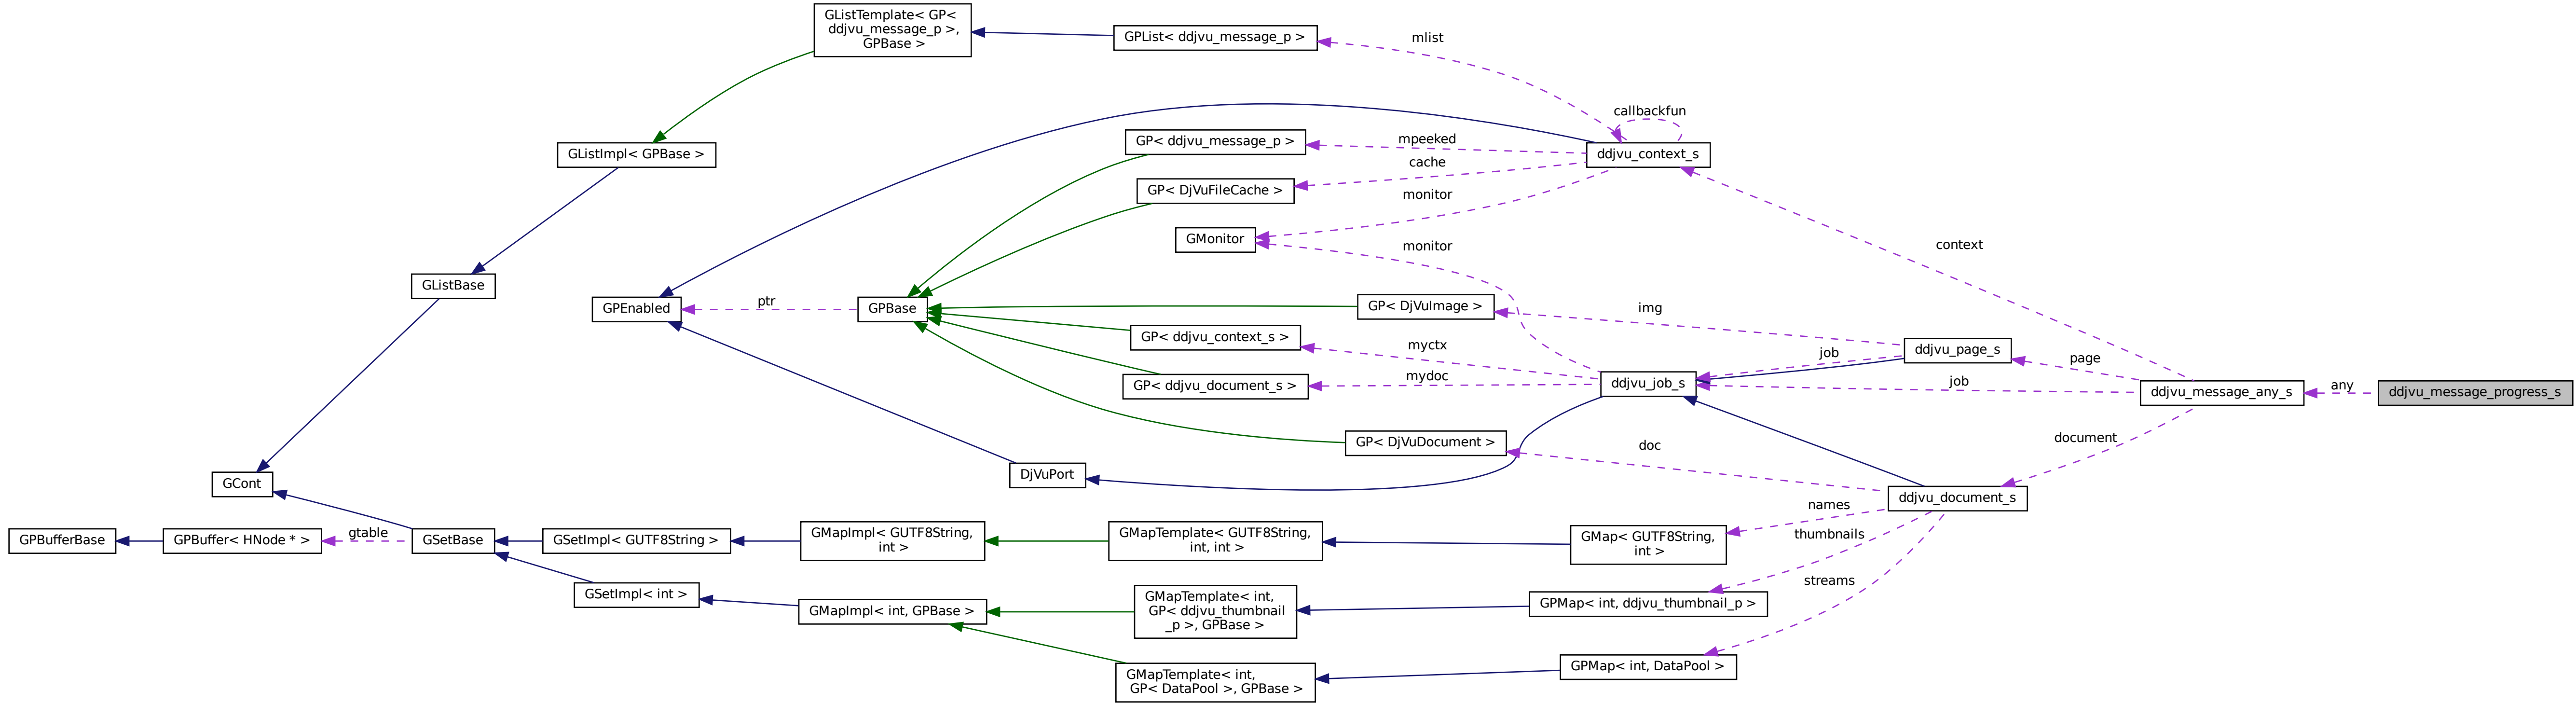 GListTemplate< GP<
ddjvu_message_p >,
GPBase >
GPList< ddjvu_message_p >
mlist
callbackfun
GListImpl< GPBase >
GP< ddjvu_message_p >
mpeeked
ddjvu_context_s
cache
GP< DjVuFileCache >
monitor
GMonitor
monitor
context
GListBase
GPEnabled
ptr
GPBase
GP< DjVuImage >
img
GP< ddjvu_context_s >
myctx
job
ddjvu_page_s
page
GP< ddjvu_document_s >
mydoc
ddjvu_job_s
job
ddjvu_message_any_s
any
ddjvu_message_progress_s
GP< DjVuDocument >
doc
document
DjVuPort
GCont
ddjvu_document_s
names
GPBufferBase
GPBuffer< HNode * >
gtable
GSetBase
GSetImpl< GUTF8String >
GMapImpl< GUTF8String,
int >
GMapTemplate< GUTF8String,
int, int >
GMap< GUTF8String,
int >
thumbnails
streams
GSetImpl< int >
GMapImpl< int, GPBase >
GMapTemplate< int,
GP< ddjvu_thumbnail
_p >, GPBase >
GPMap< int, ddjvu_thumbnail_p >
GMapTemplate< int,
GP< DataPool >, GPBase >
GPMap< int, DataPool >